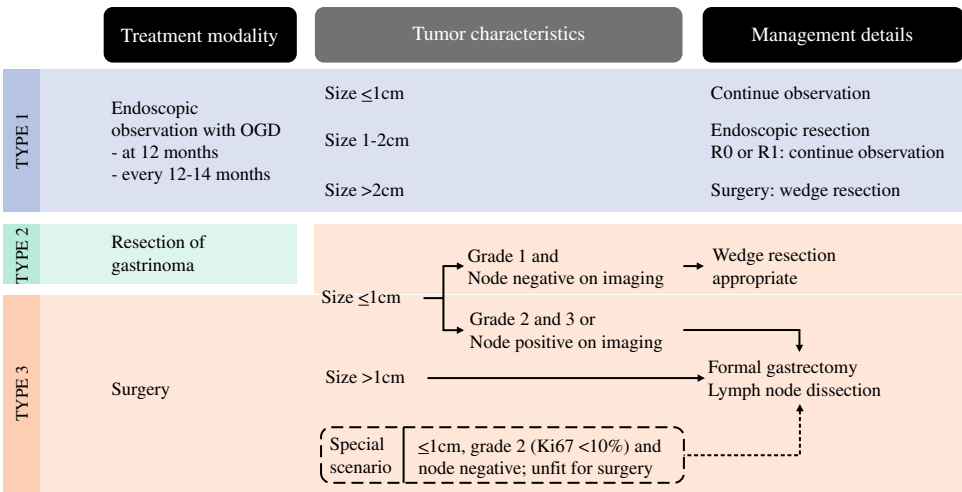 Treatment modality
Tumor characteristics
Management details
TYPE 1
Endoscopic
observation with OGD
- at 12 months
- every 12-14 months
Size ≤1cm
Continue observation
Size 1-2cm
Endoscopic resection
R0 or R1: continue observation
Size >2cm
Surgery: wedge resection
TYPE 2
Resection of
gastrinoma
Size ≤1cm
Grade 1 and
Node negative on imaging
Wedge resection
appropriate
Grade 2 and 3 or
Node positive on imaging
TYPE 3
Surgery
Size >1cm
Formal gastrectomy
Lymph node dissection
Special
scenario
≤1cm, grade 2 (Ki67 <10%) and
node negative; unfit for surgery